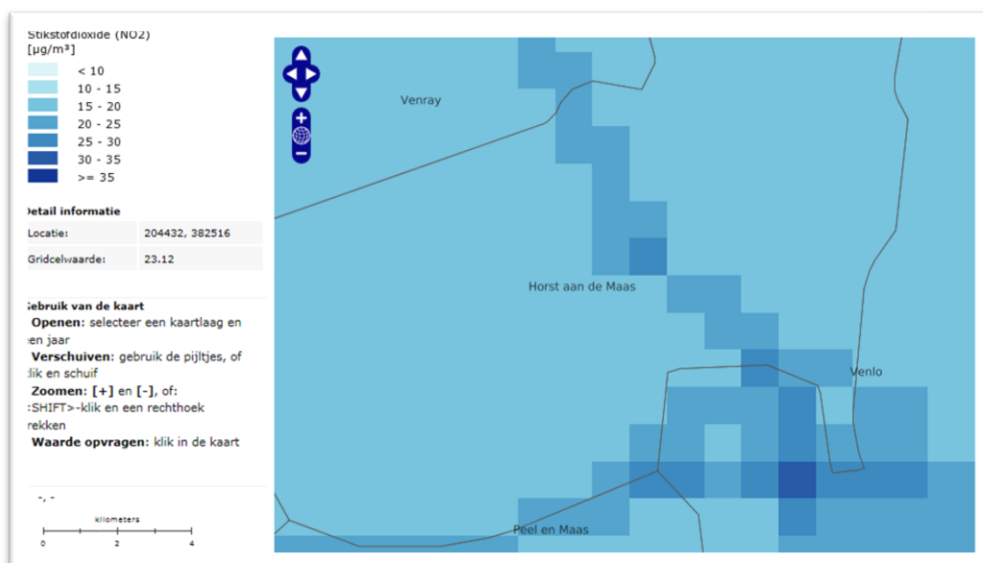 Stikstofdioxide (NO2)
[µg/m³]
< 10
10 - 15
15 - 20
20 - 25
25 - 30
30 - 35
>= 35
Detail informatie
Locatie: 204432, 382516
Gridcelwaarde: 23.12
Gebruik van de kaart
Openen: selecteer een kaartlaag en
een jaar
Verschuiven: gebruik de pijltjes, of
klik en schuif
Zoomen: [+] en [-], of:
<SHIFT>-klik en een rechthoek
trekken
Waarde opvragen: klik in de kaart
-, -
kilometers
0 2 4
Venray
Horst aan de Maas
Venlo
Peel en Maas